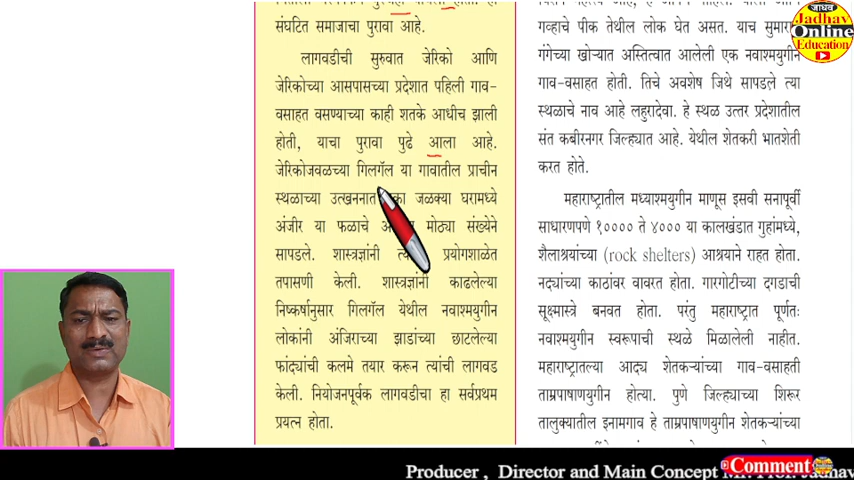 संघटित समाजाचा पुरावा आहे.
लागवडीची सुरुवात जेरिको आणि
जेरिकोच्या आसपासच्या प्रदेशात पहिली गाव-
वसाहत वसण्याच्या काही शतके आधीच झाली
होती, याचा पुरावा पुढे आला आहे.
जेरिकोजवळच्या गिलगॅल या गावातील प्राचीन
स्थळाच्या उत्खननात जळक्या घरामध्ये
अंजीर या फळाचे मोठ्या संख्येने
सापडले. शास्त्रज्ञांनी प्रयोगशाळेत
तपासणी केली. शास्त्रज्ञांनी काढलेल्या
निष्कर्षानुसार गिलगॅल येथील नवाश्मयुगीन
लोकांनी अंजिराच्या झाडांच्या छाटलेल्या
फांद्यांची कलमे तयार करून त्यांची लागवड
केली. नियोजनपूर्वक लागवडीचा हा सर्वप्रथम
प्रयत्न होता.
गव्हाचे पीक तेथील लोक घेत असत. याच सुमारास
गंगेच्या खोऱ्यात अस्तित्वात आलेली एक नवाश्मयुगीन
गाव-वसाहत होती. तिचे अवशेष जिथे सापडले त्या
स्थळाचे नाव आहे लहुरादेवा. हे स्थळ उत्तर प्रदेशातील
संत कबीरनगर जिल्ह्यात आहे. येथील शेतकरी भातशेती
करत होते.
महाराष्ट्रातील मध्याश्मयुगीन माणूस इसवी सनापूर्वी
साधारणपणे १०००० ते ४००० या कालखंडात गुहांमध्ये,
शैलाश्रयांच्या (rock shelters) आश्रयाने राहत होता.
नद्यांच्या काठांवर वावरत होता. गारगोटीच्या दगडाची
सूक्ष्मास्त्रे बनवत होता. परंतु महाराष्ट्रात पूर्णतः
नवाश्मयुगीन स्वरूपाची स्थळे मिळालेली नाहीत.
महाराष्ट्रातल्या आद्य शेतकऱ्यांच्या गाव-वसाहती
ताम्रपाषाणयुगीन होत्या. पुणे जिल्ह्याच्या शिरूर
तालुक्यातील इनामगाव हे ताम्रपाषाणयुगीन शेतकऱ्यांच्या
जाधव
Jadhav
Online
Education
Producer , Director and Main Concept Mr. Prof. Jadhav
Comment